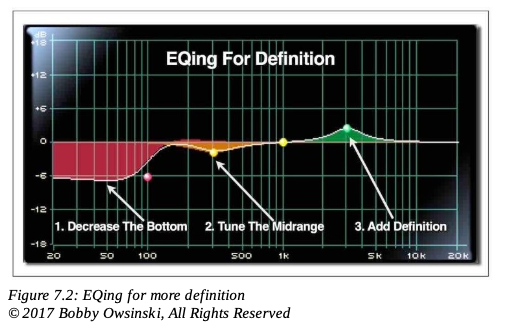 dB
+18
EQing For Definition
+12
+6
0
-6
-12
1. Decrease The Bottom 2. Tune The Midrange 3. Add Definition
-18
20 50 100 500 1k 5k 10k 20k
Figure 7.2: EQing for more definition
© 2017 Bobby Owsinski, All Rights Reserved